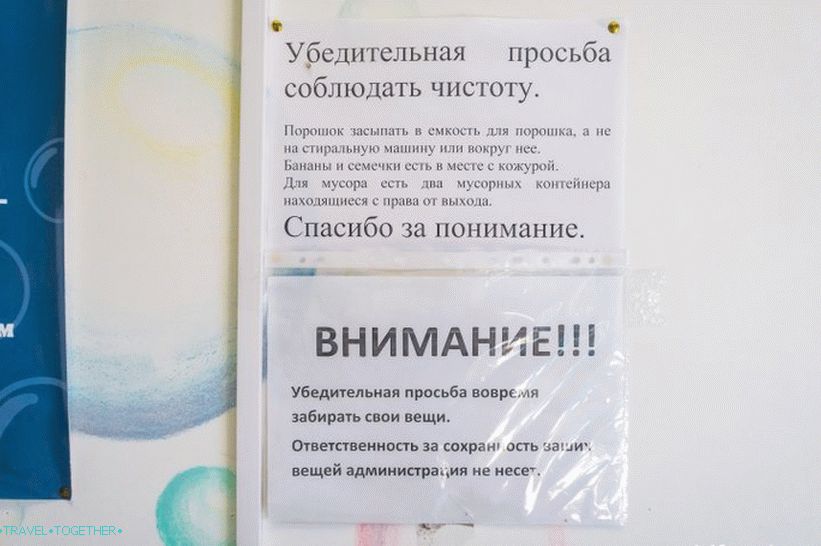 Убедительная просьба
соблюдать чистоту.
Порошок засыпать в емкость для порошка, а не
на стиральную машину или вокруг нее.
Бананы и семечки есть в месте с кожурой.
Для мусора есть два мусорных контейнера
находящиеся с права от выхода.
Спасибо за понимание.
ВНИМАНИЕ!!!
Убедительная просьба вовремя
забирать свои вещи.
Ответственность за сохранность ваших
вещей администрация не несет.
м
•TRAVEL•TOGETHER•